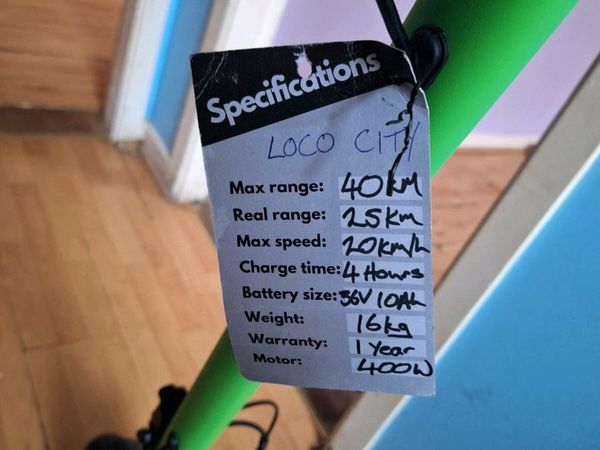 Specifications
LOCO CITY
Max range: 40KM
Real range: 25Km
Max speed: 20Km/h
Charge time: 4 Hours
Battery size: 36V 10Ah
Weight: 16kg
Warranty: 1 Year
Motor: 400W